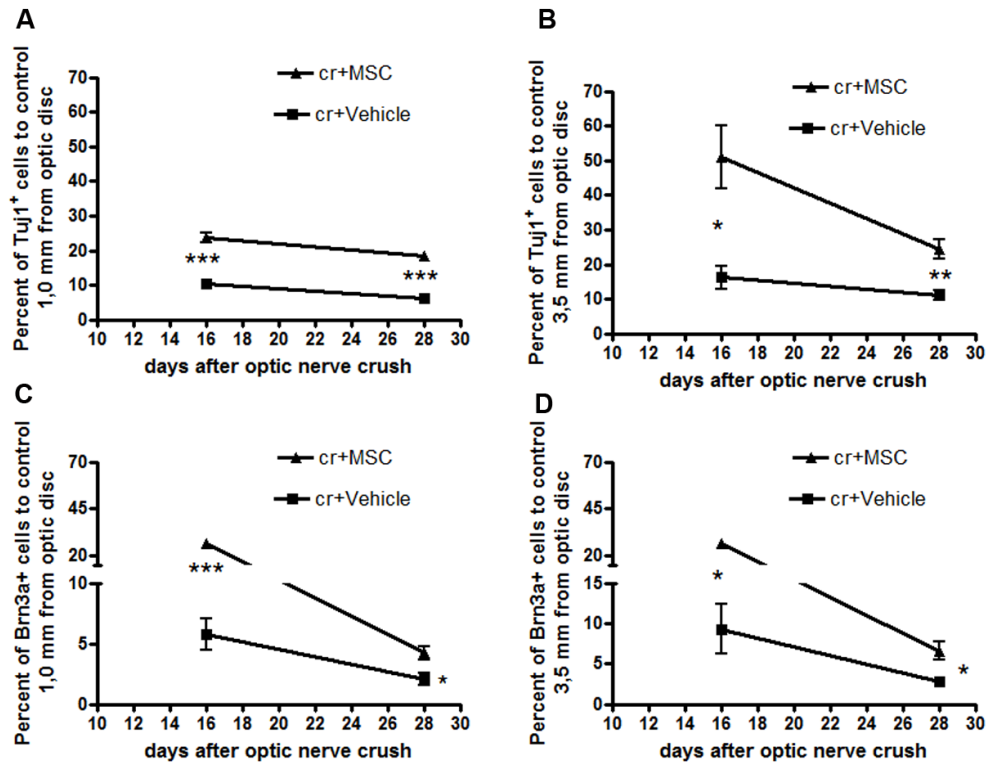 A
Percent of Tuj1+ cells to control
1,0 mm from optic disc
cr+MSC
cr+Vehicle
70
60
50
40
30
20
10
0
***
***
10 12 14 16 18 20 22 24 26 28 30
days after optic nerve crush
B
Percent of Tuj1+ cells to control
3,5 mm from optic disc
cr+MSC
cr+Vehicle
70
60
50
40
30
20
10
0
*
**
10 12 14 16 18 20 22 24 26 28 30
days after optic nerve crush
C
Percent of Brn3a+ cells to control
1,0 mm from optic disc
cr+MSC
cr+Vehicle
70
45
20
10
5
0
***
*
10 12 14 16 18 20 22 24 26 28 30
days after optic nerve crush
D
Percent of Brn3a+ cells to control
3,5 mm from optic disc
cr+MSC
cr+Vehicle
70
45
20
15
10
5
0
*
*
10 12 14 16 18 20 22 24 26 28 30
days after optic nerve crush